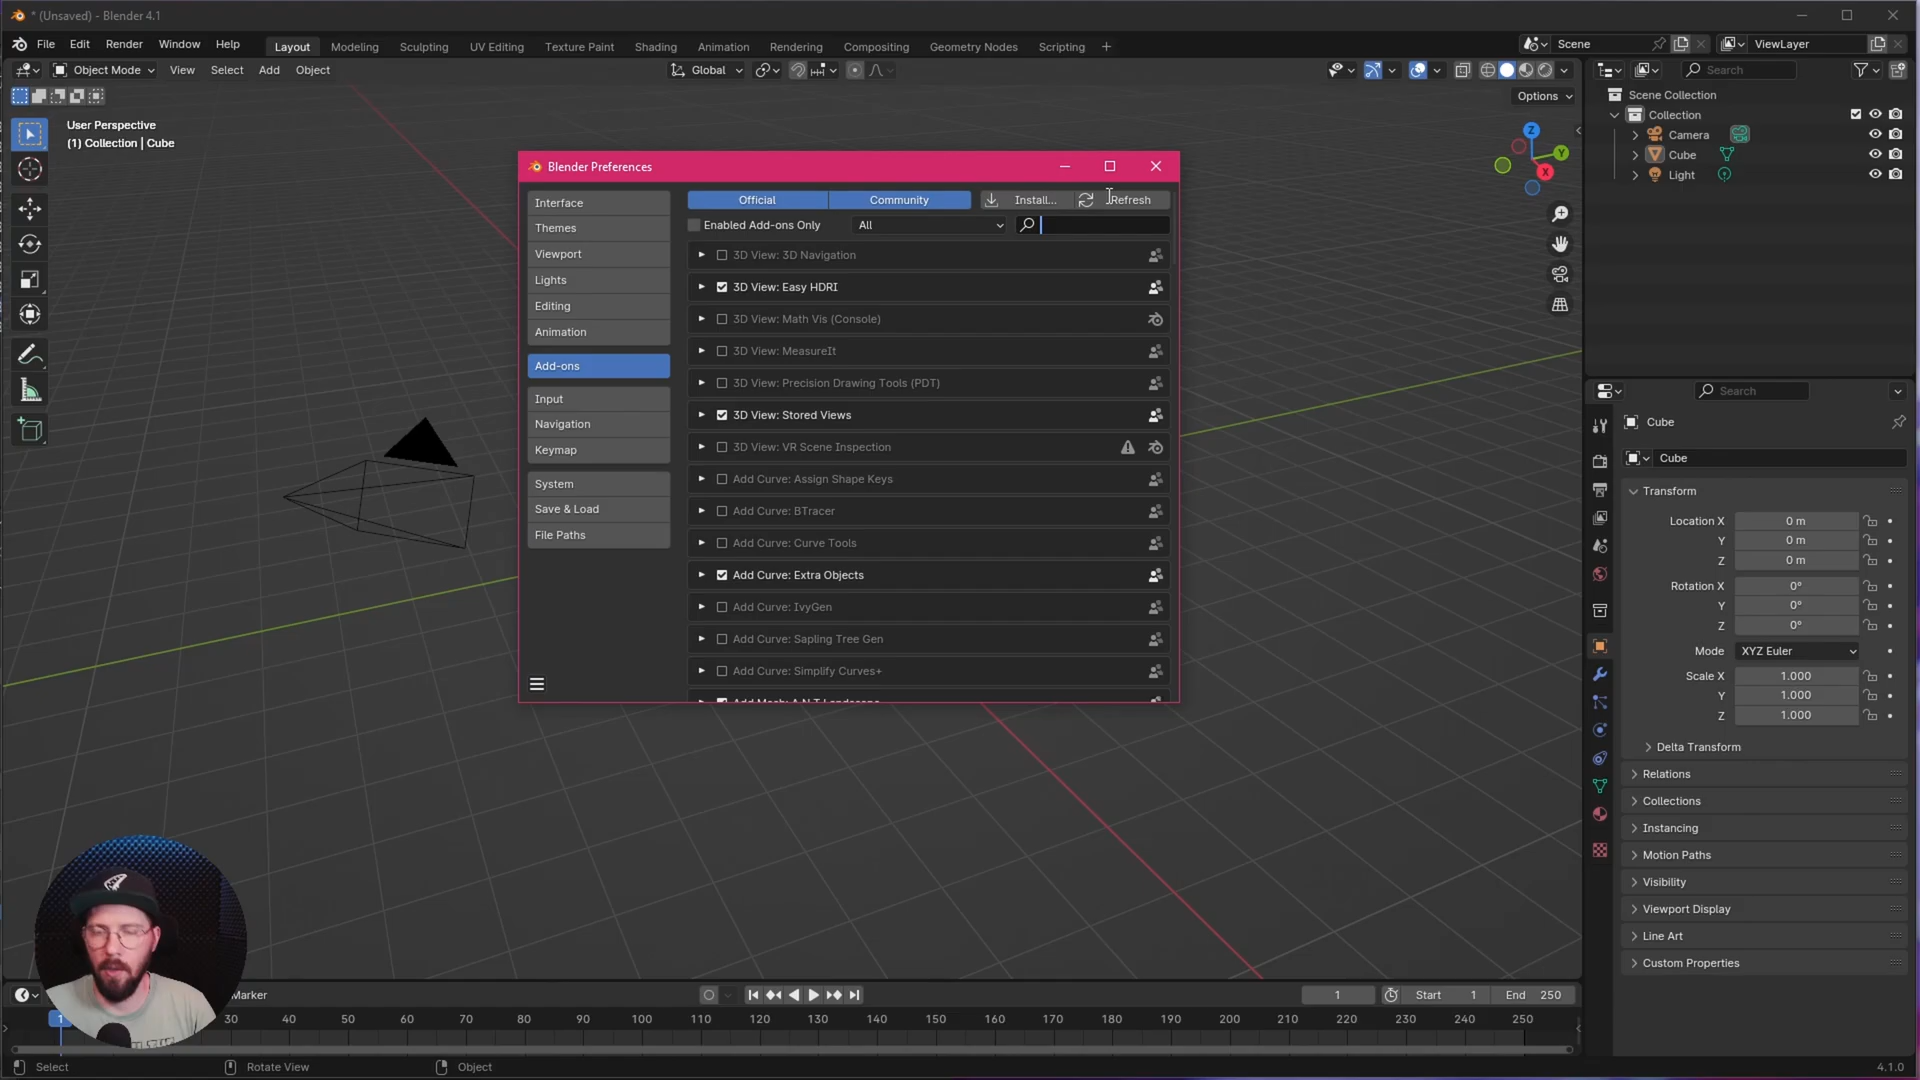 * (Unsaved) - Blender 4.1
File Edit Render Window Help Layout Modeling Sculpting UV Editing Texture Paint Shading Animation Rendering Compositing Geometry Nodes Scripting + Scene ViewLayer
Object Mode View Select Add Object Global Search
Options
User Perspective
(1) Collection | Cube
Z
Y
X
Scene Collection
Collection
Camera
Cube
Light
Blender Preferences
Interface
Themes
Viewport
Lights
Editing
Animation
Add-ons
Input
Navigation
Keymap
System
Save & Load
File Paths
Official Community Install... Refresh
Enabled Add-ons Only All
3D View: 3D Navigation
3D View: Easy HDRI
3D View: Math Vis (Console)
3D View: MeasureIt
3D View: Precision Drawing Tools (PDT)
3D View: Stored Views
3D View: VR Scene Inspection
Add Curve: Assign Shape Keys
Add Curve: BTracer
Add Curve: Curve Tools
Add Curve: Extra Objects
Add Curve: IvyGen
Add Curve: Sapling Tree Gen
Add Curve: Simplify Curves+
Add Mesh: A.N.T.Landscape
Search
Cube
Cube
Transform
Location X 0 m
Y 0 m
Z 0 m
Rotation X 0°
Y 0°
Z 0°
Mode XYZ Euler
Scale X 1.000
Y 1.000
Z 1.000
Delta Transform
Relations
Collections
Instancing
Motion Paths
Visibility
Viewport Display
Line Art
Custom Properties
Marker 1 Start 1 End 250
1 30 40 50 60 70 80 90 100 110 120 130 140 150 160 170 180 190 200 210 220 230 240 250
Select Rotate View Object 4.1.0